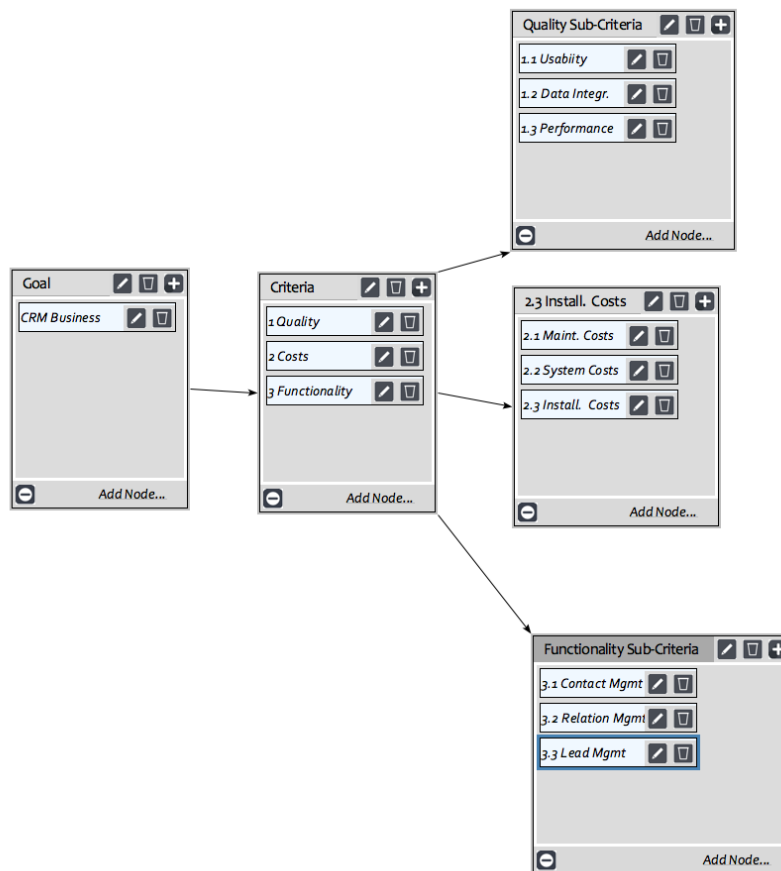 Goal
CRM Business
Add Node...
Criteria
1 Quality
2 Costs
3 Functionality
Add Node...
Quality Sub-Criteria
1.1 Usabiity
1.2 Data Integr.
1.3 Performance
Add Node...
2.3 Install. Costs
2.1 Maint. Costs
2.2 System Costs
2.3 Install. Costs
Add Node...
Functionality Sub-Criteria
3.1 Contact Mgmt
3.2 Relation Mgmt
3.3 Lead Mgmt
Add Node...